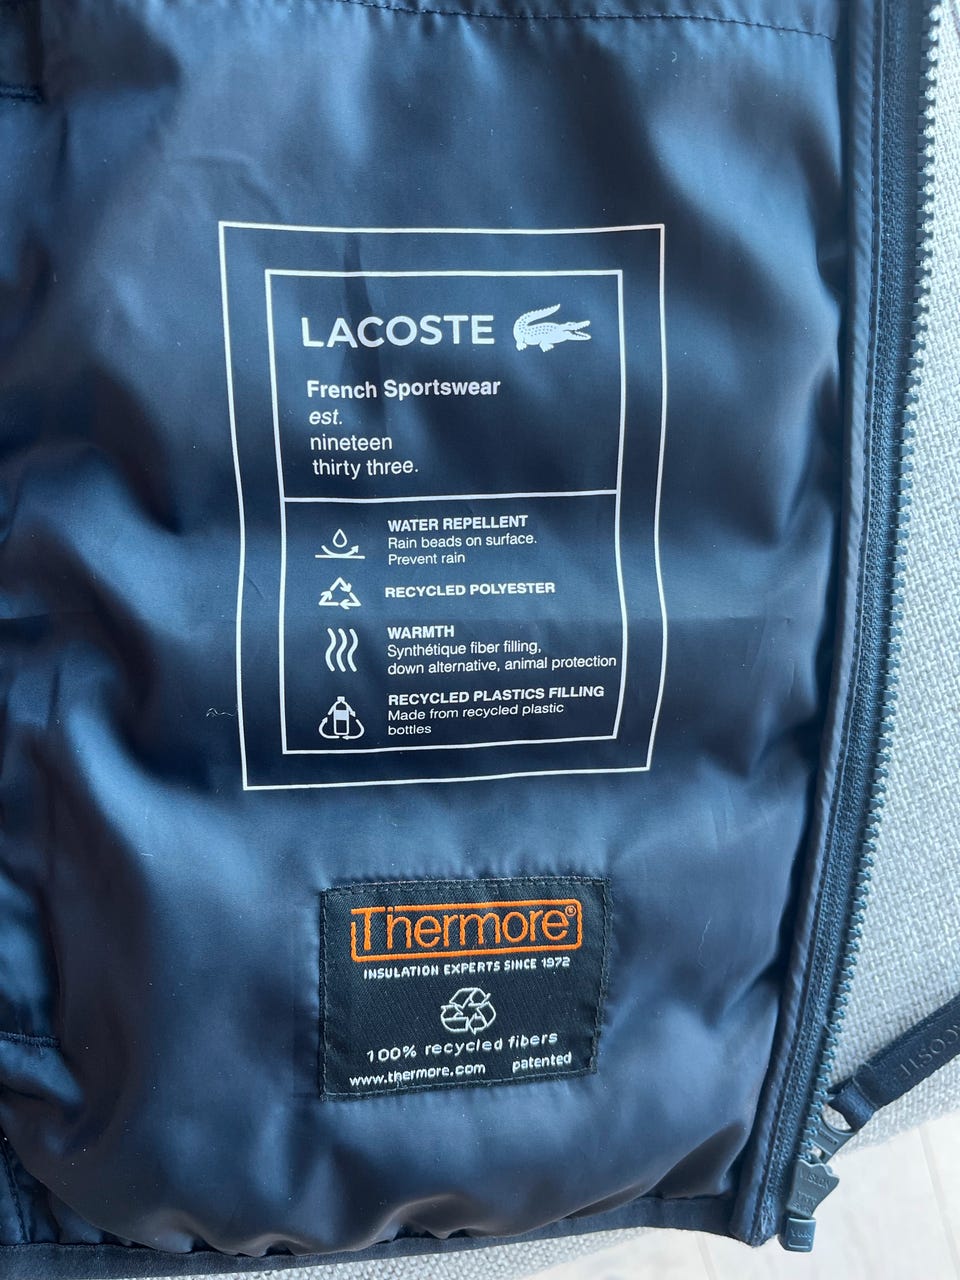 LACOSTE
French Sportswear
est.
nineteen
thirty three.
WATER REPELLENT
Rain beads on surface.
Prevent rain
RECYCLED POLYESTER
WARMTH
Synthétique fiber filling,
down alternative, animal protection
RECYCLED PLASTICS FILLING
Made from recycled plastic
bottles
Thermore®
INSULATION EXPERTS SINCE 1972
100% recycled fibers
www.thermore.com patented